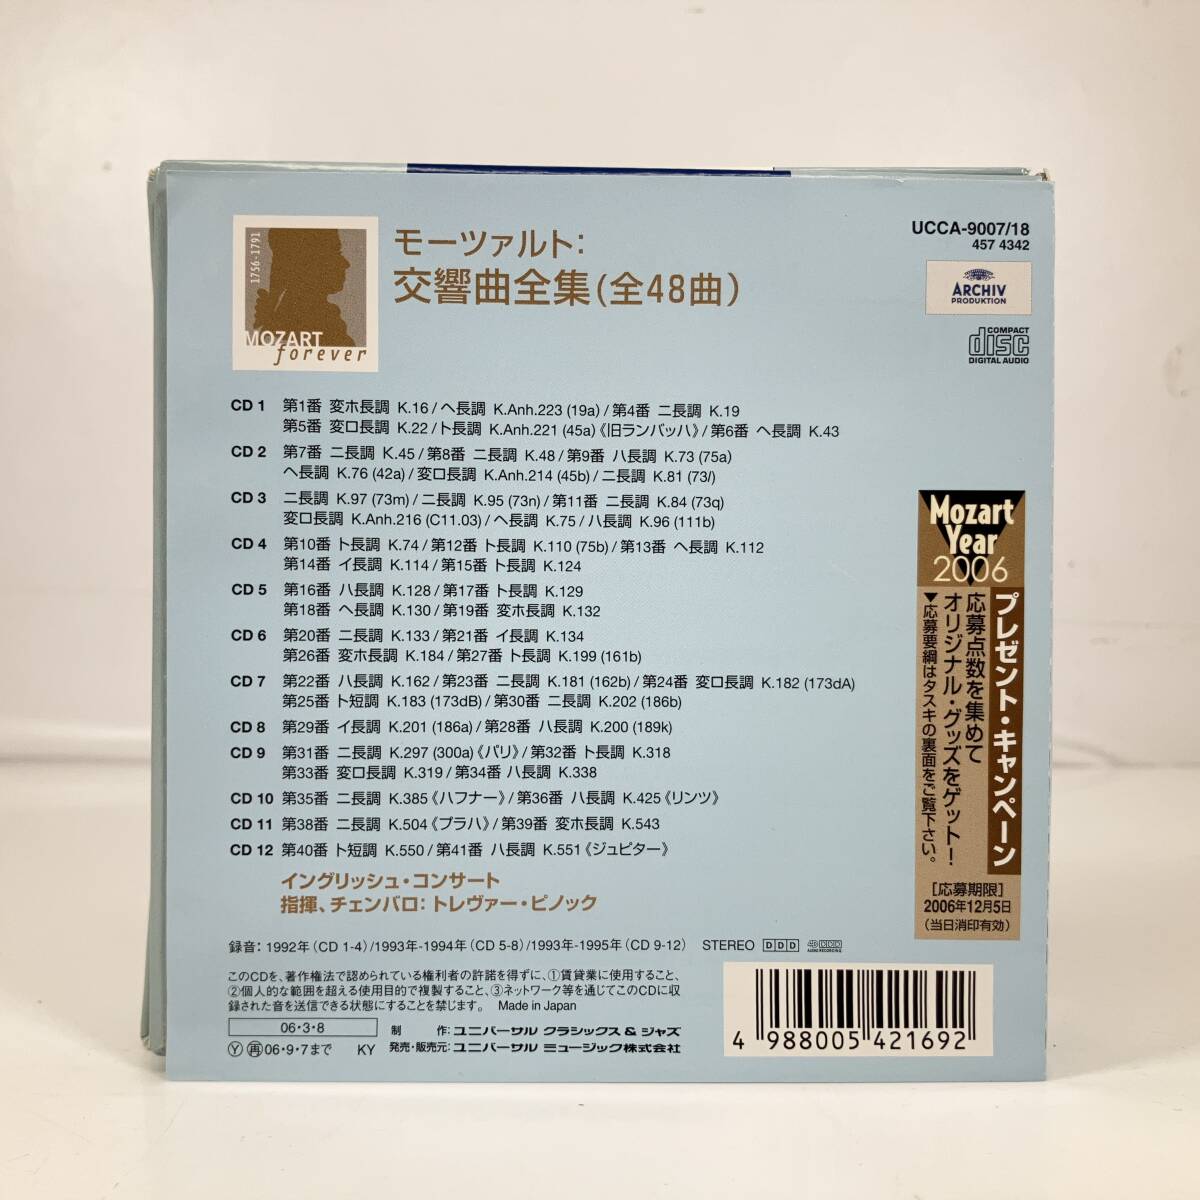 1756-1791
MOZART
forever
モーツァルト:
交響曲全集(全48曲)
UCCA-9007/18
457 4342
ARCHIV
PRODUKTION
COMPACT
disc
DIGITAL AUDIO
CD 1 第1番 変ホ長調 K.16 / ヘ長調 K.Anh.223 (19a) / 第4番 ニ長調 K.19
第5番 変ロ長調 K.22 / ト長調 K.Anh.221 (45a)《旧ランバッハ》/ 第6番 ヘ長調 K.43
CD 2 第7番 ニ長調 K.45 / 第8番 ニ長調 K.48 / 第9番 ハ長調 K.73 (75a)
ヘ長調 K.76 (42a) / 変ロ長調 K.Anh.214 (45b) / ニ長調 K.81 (73l)
CD 3 ニ長調 K.97 (73m) / ニ長調 K.95 (73n) / 第11番 ニ長調 K.84 (73q)
変ロ長調 K.Anh.216 (C11.03) / ヘ長調 K.75 / ハ長調 K.96 (111b)
CD 4 第10番 ト長調 K.74 / 第12番 ト長調 K.110 (75b) / 第13番 ヘ長調 K.112
第14番 イ長調 K.114 / 第15番 ト長調 K.124
CD 5 第16番 ハ長調 K.128 / 第17番 ト長調 K.129
第18番 ヘ長調 K.130 / 第19番 変ホ長調 K.132
CD 6 第20番 ニ長調 K.133 / 第21番 イ長調 K.134
第26番 変ホ長調 K.184 / 第27番 ト長調 K.199 (161b)
CD 7 第22番 ハ長調 K.162 / 第23番 ニ長調 K.181 (162b) / 第24番 変ロ長調 K.182 (173dA)
第25番 ト短調 K.183 (173dB) / 第30番 ニ長調 K.202 (186b)
CD 8 第29番 イ長調 K.201 (186a) / 第28番 ハ長調 K.200 (189k)
CD 9 第31番 ニ長調 K.297 (300a)《パリ》/ 第32番 ト長調 K.318
第33番 変ロ長調 K.319 / 第34番 ハ長調 K.338
CD 10 第35番 ニ長調 K.385《ハフナー》/ 第36番 ハ長調 K.425《リンツ》
CD 11 第38番 ニ長調 K.504《プラハ》/ 第39番 変ホ長調 K.543
CD 12 第40番 ト短調 K.550 / 第41番 ハ長調 K.551《ジュピター》
イングリッシュ・コンサート
指揮、チェンバロ: トレヴァー・ピノック
録音: 1992年 (CD 1-4) / 1993年-1994年 (CD 5-8) / 1993年-1995年 (CD 9-12) STEREO DDD 4D DDD
AUDIO RECORDING
このCDを、著作権法で認められている権利者の許諾を得ずに、①賃貸業に使用すること、
②個人的な範囲を超える使用目的で複製すること、③ネットワーク等を通じてこのCDに収
録された音を送信できる状態にすることを禁じます。 Made in Japan
06・3・8
Ⓨ 再 06・9・7まで KY
制 作: ユニバーサル クラシックス & ジャズ
発売・販売元: ユニバーサル ミュージック株式会社
4 988005 421692
Mozart
Year
2006
プレゼント・キャンペーン
応募点数を集めて
オリジナル・グッズをゲット!
▼応募要綱はタスキの裏面をご覧下さい。
[応募期限]
2006年12月5日
(当日消印有効)